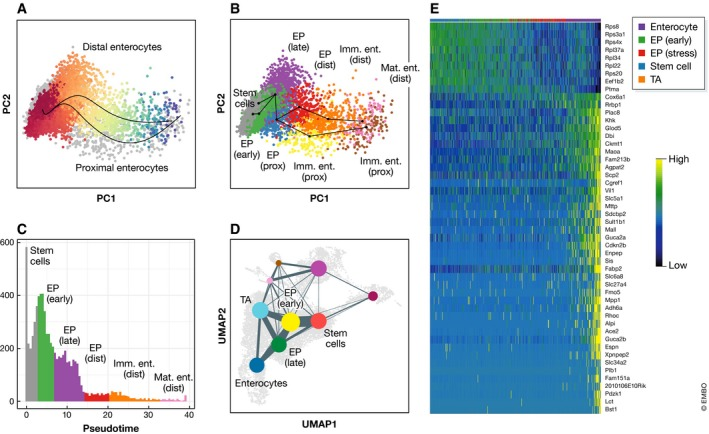 A
PC2
Distal enterocytes
Proximal enterocytes
PC1
B
PC2
EP
(late)
EP
(dist)
Imm. ent.
(dist)
Mat. ent.
(dist)
Stem
cells
EP
(early)
EP
(prox)
Imm. ent.
(prox)
Imm. ent.
(prox)
PC1
C
600
400
200
0
Stem
cells
EP
(early)
EP
(late)
EP
(dist)
Imm. ent.
(dist)
Mat. ent.
(dist)
0
10
20
30
40
Pseudotime
D
UMAP2
TA
EP
(early)
Stem
cells
EP
(late)
Enterocytes
UMAP1
E
Rps8
Rps3a1
Rps4x
Rpl37a
Rpl34
Rpl22
Rps20
Eef1b2
Ptma
Cox6a1
Rrbp1
Plac8
Khk
Glod5
Dbi
Ckmt1
Maoa
Fam213b
Agpat2
Scp2
Cgref1
Vil1
Slc5a1
Mttp
Sdcbp2
Sult1b1
Mall
Guca2a
Cdkn2b
Enpep
Sis
Fabp2
Slc6a8
Slc27a4
Fmo5
Mpp1
Adh6a
Rhoc
Alpi
Ace2
Guca2b
Espn
Xpnpep2
Slc34a2
Plb1
Fam151a
2010106E10Rik
Pdzk1
Lct
Bst1
Enterocyte
EP (early)
EP (stress)
Stem cell
TA
High
Low
© EMBO